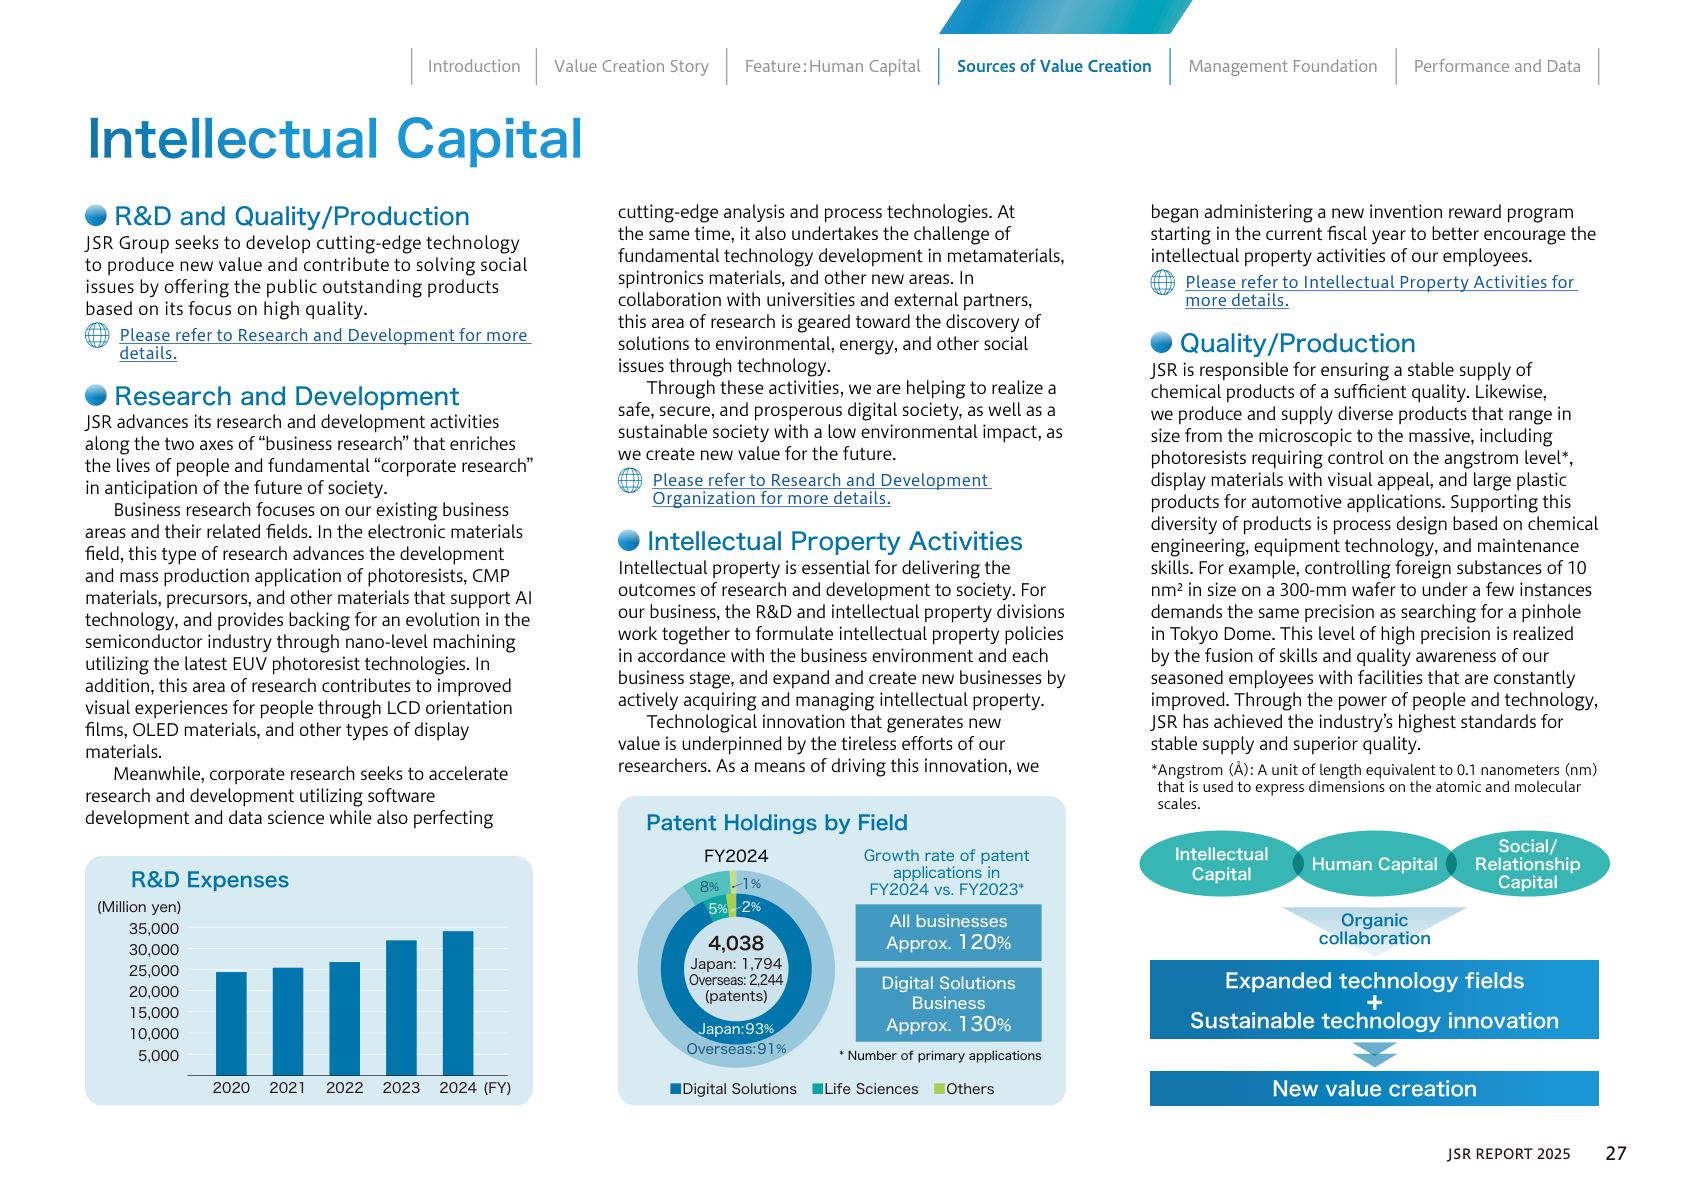 Introduction
Value Creation Story
Feature:Human Capital
Sources of Value Creation
Management Foundation
Performance and Data
Intellectual Capital
R&D and Quality/Production
JSR Group seeks to develop cutting-edge technology
to produce new value and contribute to solving social
issues by offering the public outstanding products
based on its focus on high quality.
Please refer to Research and Development for more
details.
Research and Development
JSR advances its research and development activities
along the two axes of “business research” that enriches
the lives of people and fundamental “corporate research”
in anticipation of the future of society.
Business research focuses on our existing business
areas and their related fields. In the electronic materials
field, this type of research advances the development
and mass production application of photoresists, CMP
materials, precursors, and other materials that support AI
technology, and provides backing for an evolution in the
semiconductor industry through nano-level machining
utilizing the latest EUV photoresist technologies. In
addition, this area of research contributes to improved
visual experiences for people through LCD orientation
films, OLED materials, and other types of display
materials.
Meanwhile, corporate research seeks to accelerate
research and development utilizing software
development and data science while also perfecting
R&D Expenses
(Million yen)
35,000
30,000
25,000
20,000
15,000
10,000
5,000
2020 2021 2022 2023 2024 (FY)
cutting-edge analysis and process technologies. At
the same time, it also undertakes the challenge of
fundamental technology development in metamaterials,
spintronics materials, and other new areas. In
collaboration with universities and external partners,
this area of research is geared toward the discovery of
solutions to environmental, energy, and other social
issues through technology.
Through these activities, we are helping to realize a
safe, secure, and prosperous digital society, as well as a
sustainable society with a low environmental impact, as
we create new value for the future.
Please refer to Research and Development
Organization for more details.
Intellectual Property Activities
Intellectual property is essential for delivering the
outcomes of research and development to society. For
our business, the R&D and intellectual property divisions
work together to formulate intellectual property policies
in accordance with the business environment and each
business stage, and expand and create new businesses by
actively acquiring and managing intellectual property.
Technological innovation that generates new
value is underpinned by the tireless efforts of our
researchers. As a means of driving this innovation, we
Patent Holdings by Field
FY2024
8% 1%
5% 2%
4,038
Japan: 1,794
Overseas: 2,244
(patents)
Japan:93%
Overseas:91%
Growth rate of patent
applications in
FY2024 vs. FY2023*
All businesses
Approx. 120%
Digital Solutions
Business
Approx. 130%
* Number of primary applications
Digital Solutions Life Sciences Others
began administering a new invention reward program
starting in the current fiscal year to better encourage the
intellectual property activities of our employees.
Please refer to Intellectual Property Activities for
more details.
Quality/Production
JSR is responsible for ensuring a stable supply of
chemical products of a sufficient quality. Likewise,
we produce and supply diverse products that range in
size from the microscopic to the massive, including
photoresists requiring control on the angstrom level*,
display materials with visual appeal, and large plastic
products for automotive applications. Supporting this
diversity of products is process design based on chemical
engineering, equipment technology, and maintenance
skills. For example, controlling foreign substances of 10
nm² in size on a 300-mm wafer to under a few instances
demands the same precision as searching for a pinhole
in Tokyo Dome. This level of high precision is realized
by the fusion of skills and quality awareness of our
seasoned employees with facilities that are constantly
improved. Through the power of people and technology,
JSR has achieved the industry’s highest standards for
stable supply and superior quality.
*Angstrom (Å): A unit of length equivalent to 0.1 nanometers (nm)
that is used to express dimensions on the atomic and molecular
scales.
Intellectual
Capital
Human Capital
Social/
Relationship
Capital
Organic
collaboration
Expanded technology fields
+
Sustainable technology innovation
New value creation
JSR REPORT 2025 27